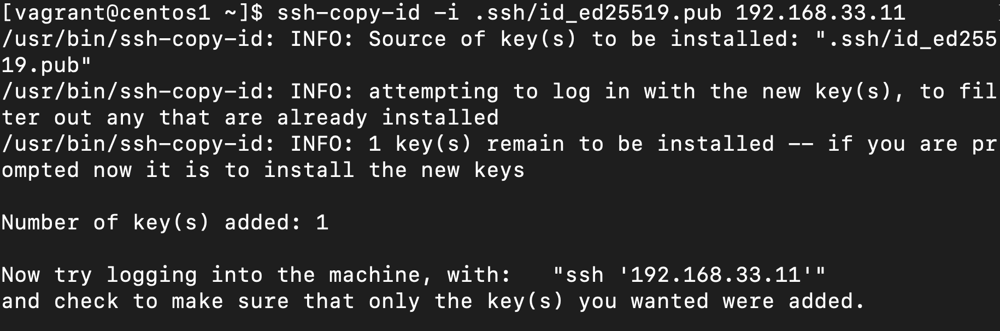 [vagrant@centos1 ~]$ ssh-copy-id -i .ssh/id_ed25519.pub 192.168.33.11
/usr/bin/ssh-copy-id: INFO: Source of key(s) to be installed: ".ssh/id_ed255
19.pub"
/usr/bin/ssh-copy-id: INFO: attempting to log in with the new key(s), to fil
ter out any that are already installed
/usr/bin/ssh-copy-id: INFO: 1 key(s) remain to be installed -- if you are pr
ompted now it is to install the new keys
Number of key(s) added: 1
Now try logging into the machine, with:   "ssh '192.168.33.11'"
and check to make sure that only the key(s) you wanted were added.